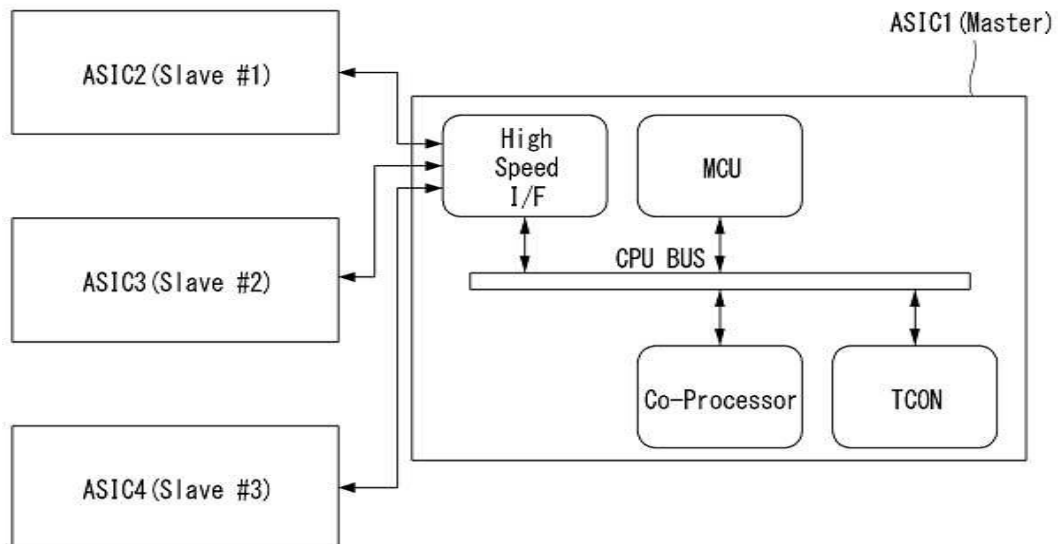 ASIC1(Master)
ASIC2(Slave #1)
High
Speed
I/F
MCU
CPU BUS
ASIC3(Slave #2)
Co-Processor
TCON
ASIC4(Slave #3)